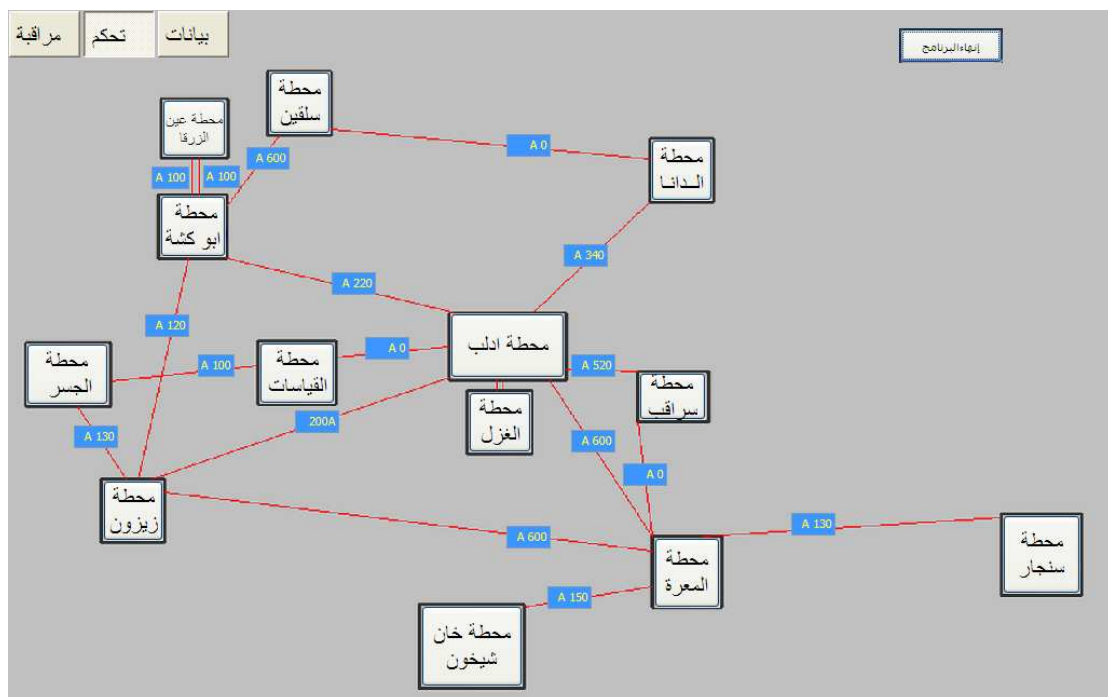 مراقبة
تحكم
بيانات
إنهاءالبرنامج
محطة
سلقين
محطة عين
الزرقا
A 600
A 0
محطة
الـدانـا
A 100
A 100
محطة
ابو كشة
A 340
A 220
A 120
محطة ادلب
A 0
محطة
الجسر
A 100
محطة
القياسات
A 520
محطة
سراقب
محطة
الغزل
200A
A 130
A 600
A 0
محطة
زيزون
A 600
A 130
محطة
سنجار
محطة
المعرة
A 150
محطة خان
شيخون